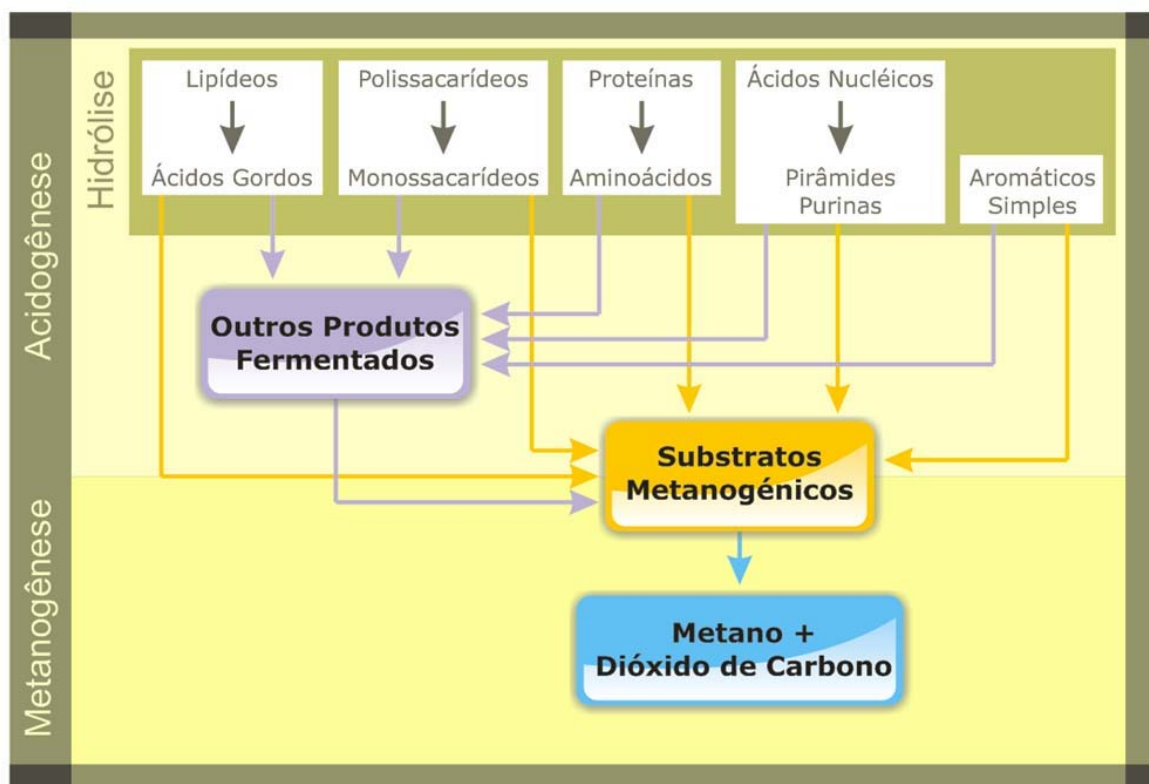 Acidogênese
Metanogênese
Hidrólise
Lipídeos
Ácidos Gordos
Polissacarídeos
Monossacarídeos
Proteínas
Aminoácidos
Ácidos Nucléicos
Pirâmides
Purinas
Aromáticos
Simples
Outros Produtos
Fermentados
Substratos
Metanogénicos
Metano +
Dióxido de Carbono